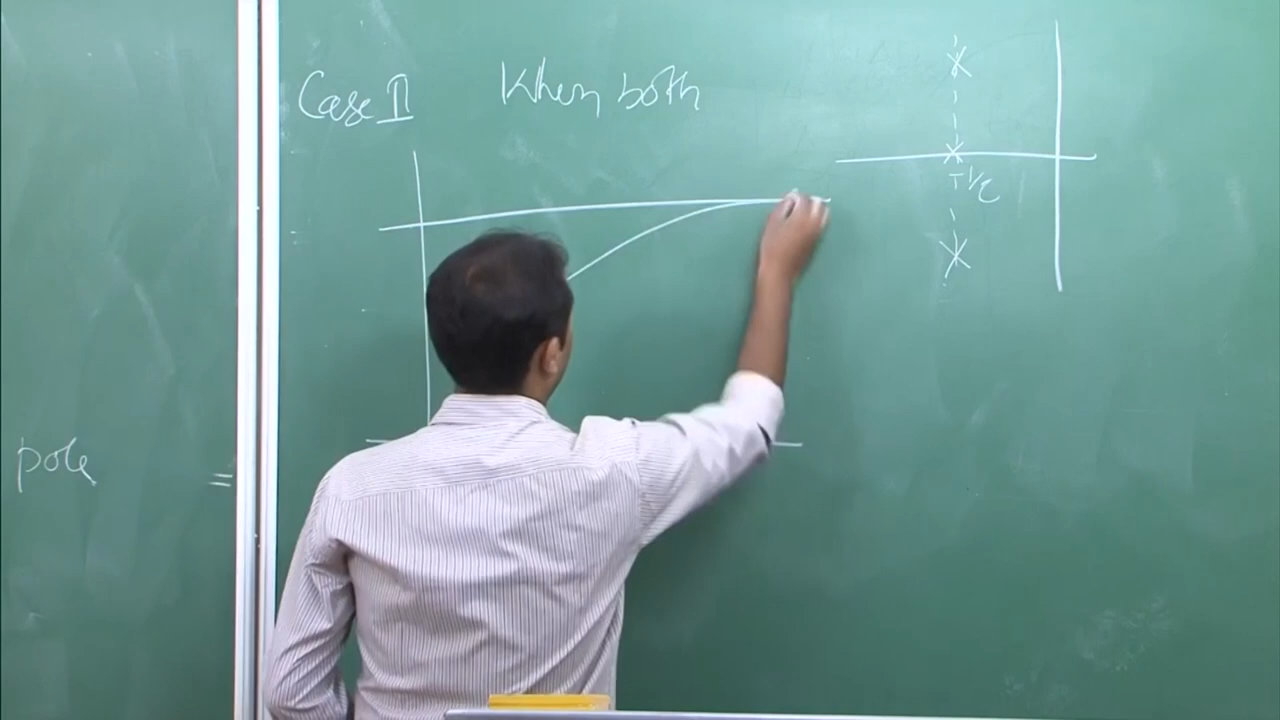 Case II When both
1/τ
pole =